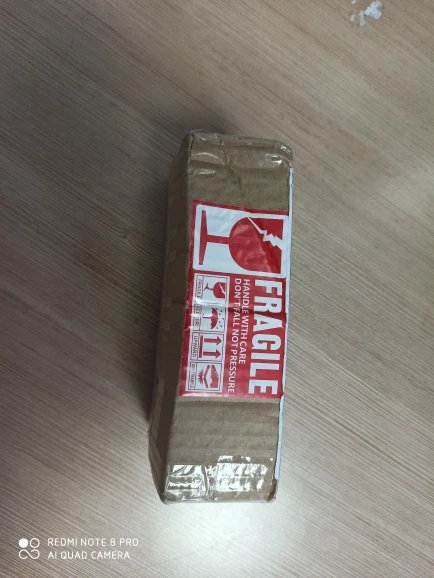 FRAGILE
HANDLE WITH CARE
DON'T FALL NOT PRESSURE
REDMI NOTE 8 PRO
AI QUAD CAMERA